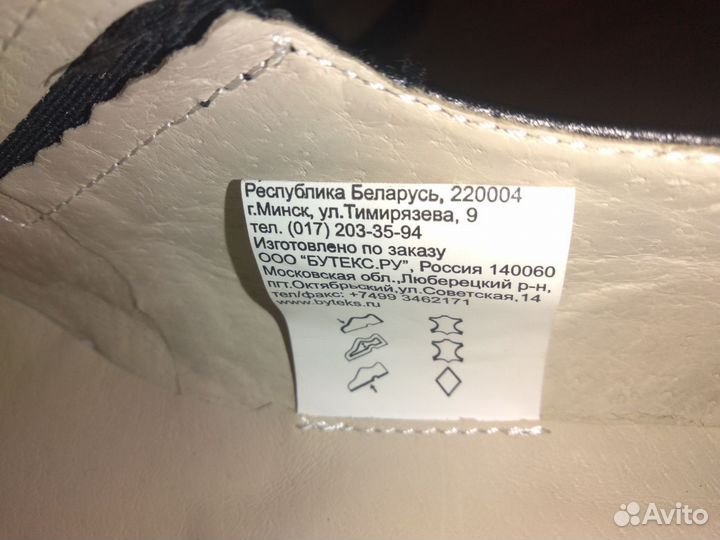 Республика Беларусь, 220004
г.Минск, ул.Тимирязева, 9
тел. (017) 203-35-94
Изготовлено по заказу
ООО "БУТЕКС.РУ", Россия 140060
Московская обл.,Люберецкий р-н,
пгт.Октябрьский,ул.Советская,14
тел/факс: +7499 3462171
www.byteks.ru
Avito